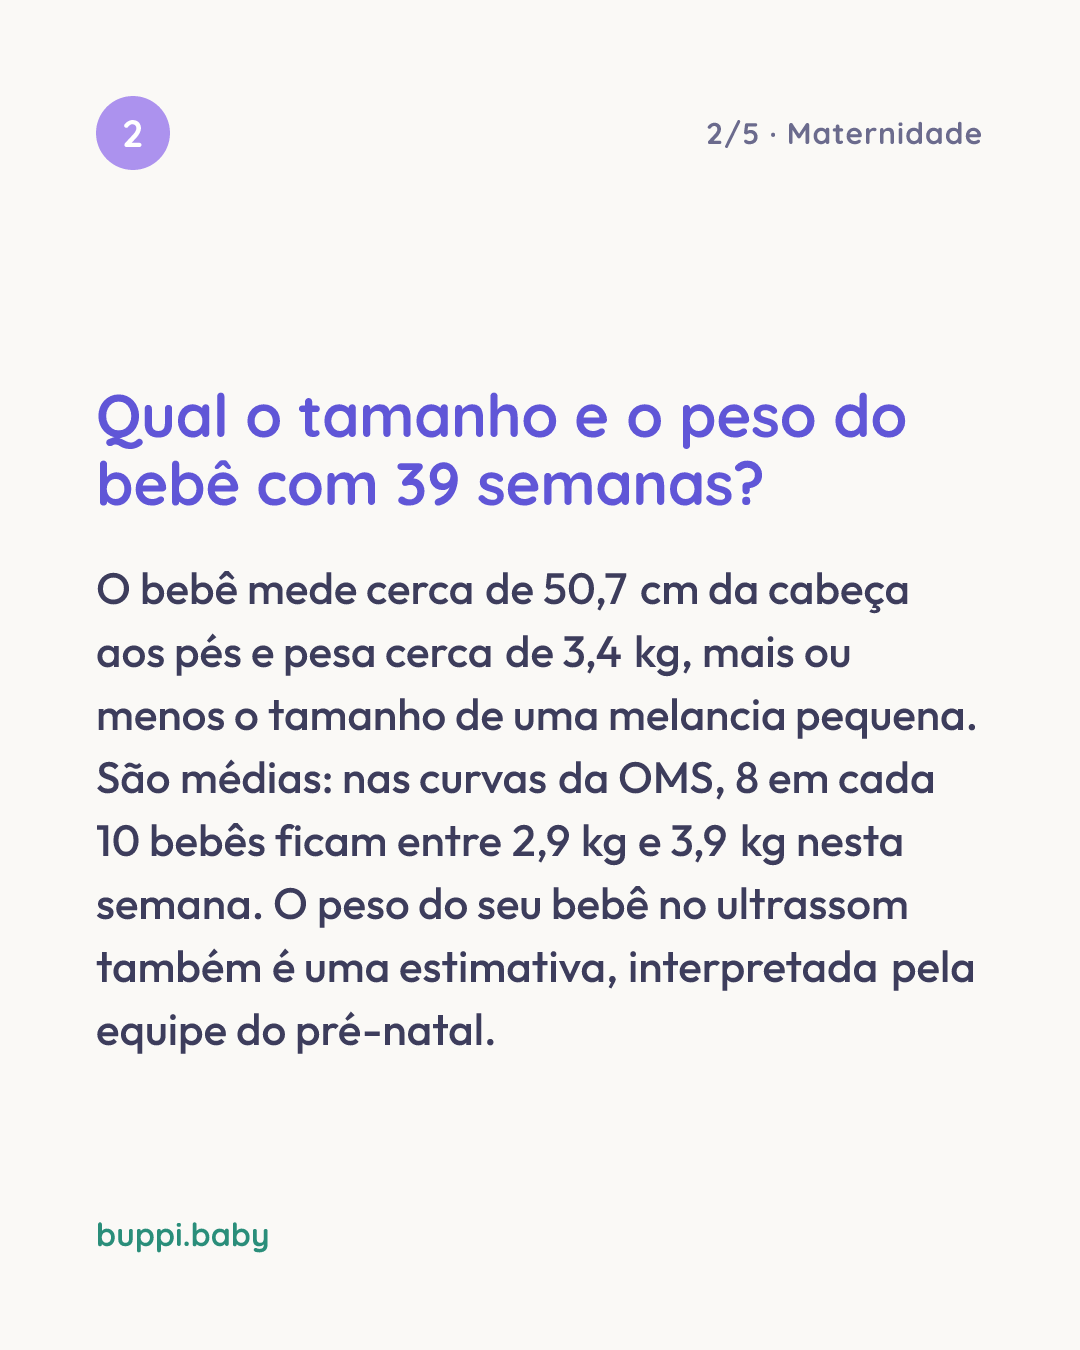 2
2/5 · Maternidade
Qual o tamanho e o peso do
bebê com 39 semanas?
O bebê mede cerca de 50,7 cm da cabeça
aos pés e pesa cerca de 3,4 kg, mais ou
menos o tamanho de uma melancia pequena.
São médias: nas curvas da OMS, 8 em cada
10 bebês ficam entre 2,9 kg e 3,9 kg nesta
semana. O peso do seu bebê no ultrassom
também é uma estimativa, interpretada pela
equipe do pré-natal.
buppi.baby